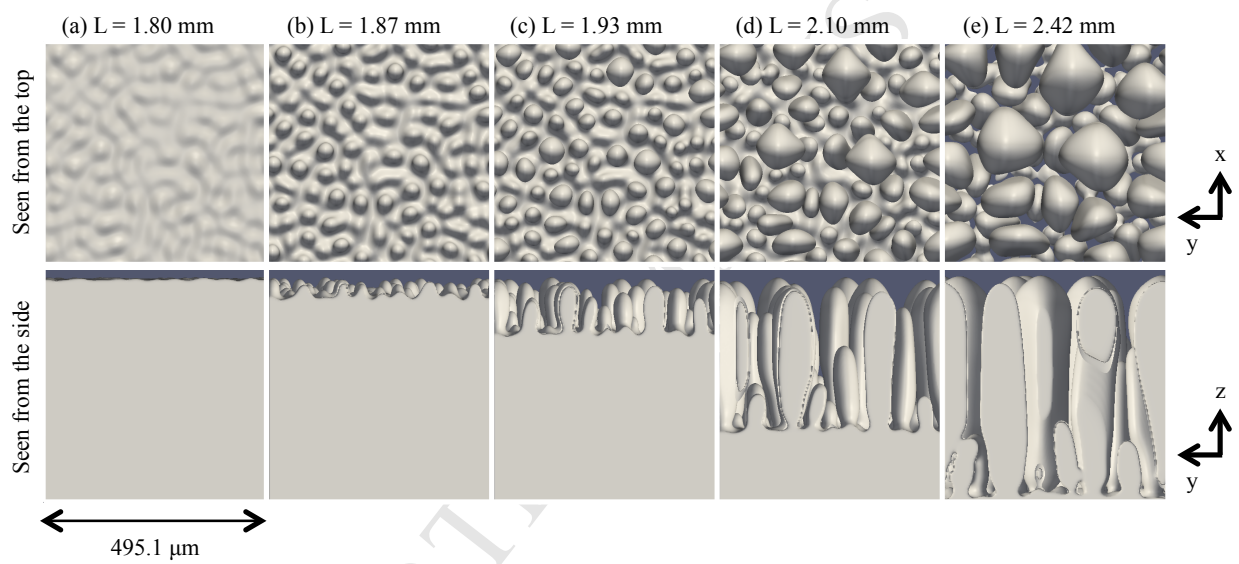 (a) L = 1.80 mm
(b) L = 1.87 mm
(c) L = 1.93 mm
(d) L = 2.10 mm
(e) L = 2.42 mm
Seen from the top
x
y
Seen from the side
z
y
495.1 μm